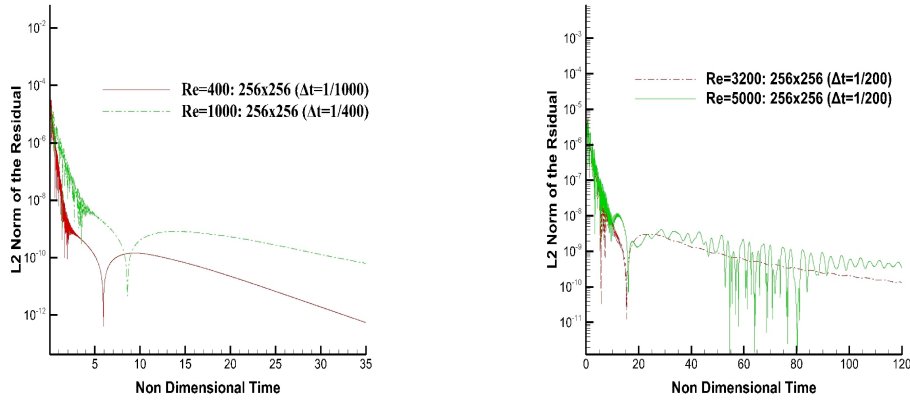 L2 Norm of the Rsidual
10⁻²
10⁻⁴
10⁻⁶
10⁻⁸
10⁻¹⁰
10⁻¹²
Re=400: 256x256 (Δt=1/1000)
Re=1000: 256x256 (Δt=1/400)
5 10 15 20 25 30 35
Non Dimensional Time
L2 Norm of the Residual
10⁻³
10⁻⁵
10⁻⁶
10⁻⁷
10⁻⁸
10⁻⁹
10⁻¹⁰
10⁻¹¹
Re=3200: 256x256 (Δt=1/200)
Re=5000: 256x256 (Δt=1/200)
0 20 40 60 80 100 120
Non Dimensional Time